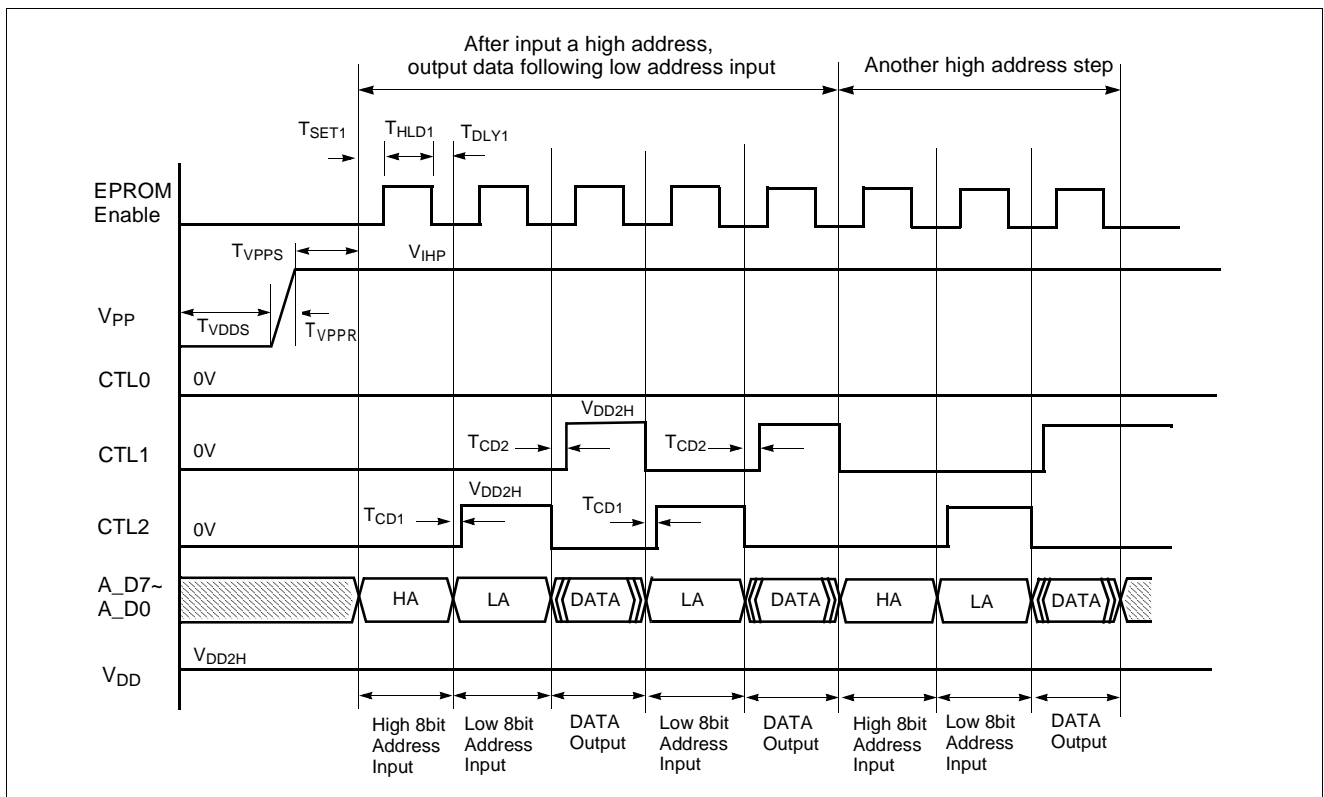 After input a high address,
output data following low address input
Another high address step
TSET1
THLD1
TDLY1
EPROM
Enable
TVPPS
VIHP
VPP
TVDDS
TVPPR
CTL0
0V
VDD2H
CTL1
0V
TCD2
TCD2
VDD2H
CTL2
0V
TCD1
TCD1
A_D7~
A_D0
HA
LA
DATA
LA
DATA
HA
LA
DATA
VDD2H
VDD
High 8bit
Address
Input
Low 8bit
Address
Input
DATA
Output
Low 8bit
Address
Input
DATA
Output
High 8bit
Address
Input
Low 8bit
Address
Input
DATA
Output